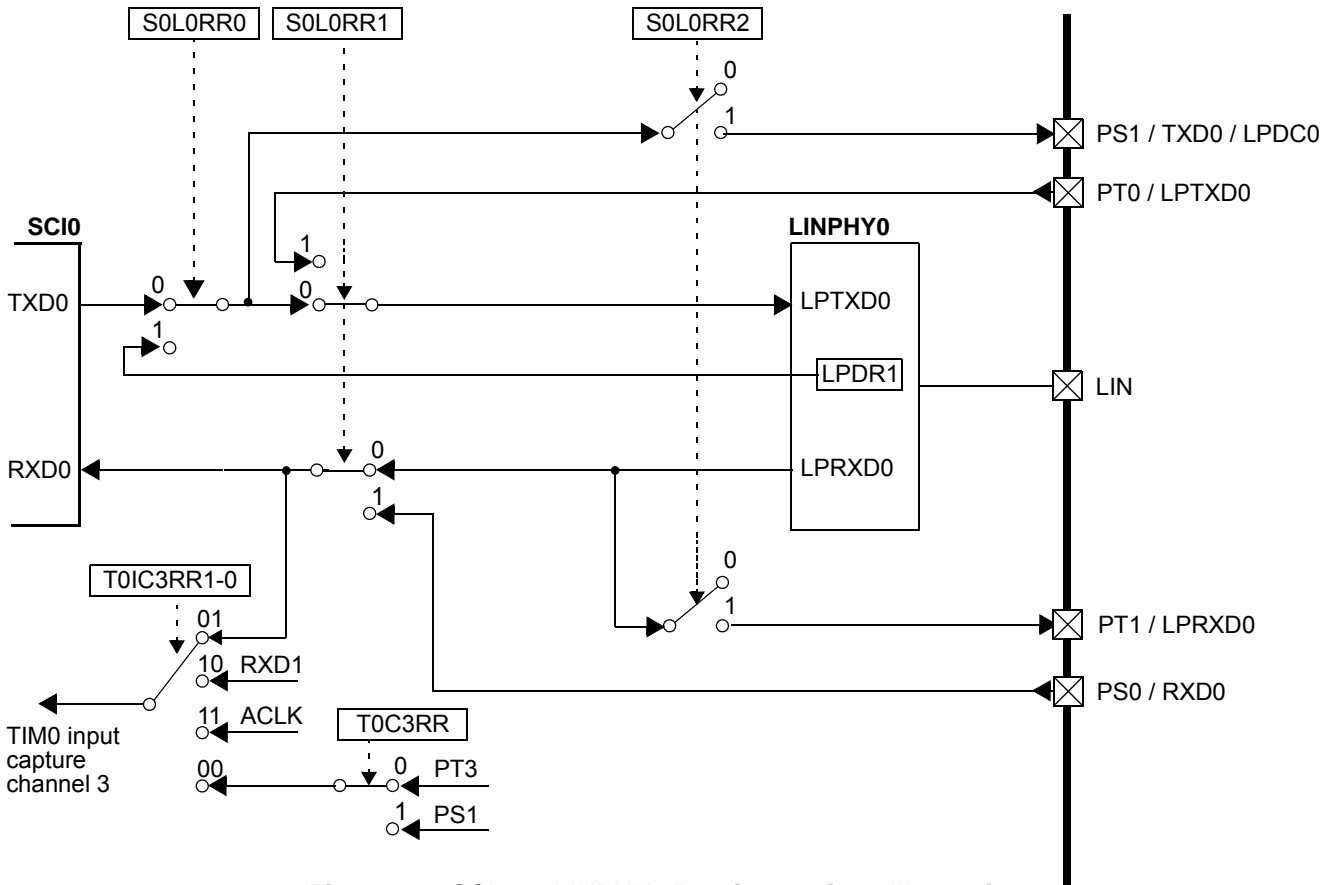 S0L0RR0 S0L0RR1 S0L0RR2
0
1
PS1 / TXD0 / LPDC0
PT0 / LPTXD0
SCI0
LINPHY0
1
0
0
TXD0
LPTXD0
1
LPDR1
LIN
0
RXD0
LPRXD0
1
T0IC3RR1-0
0
01
1
PT1 / LPRXD0
10 RXD1
PS0 / RXD0
11 ACLK
T0C3RR
TIM0 input
capture
channel 3
00
0 PT3
1 PS1